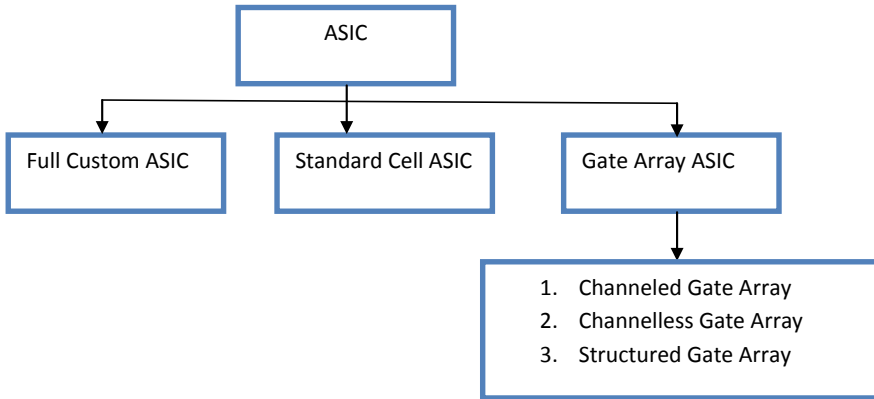 ASIC
Full Custom ASIC
Standard Cell ASIC
Gate Array ASIC
1. Channeled Gate Array
2. Channelless Gate Array
3. Structured Gate Array